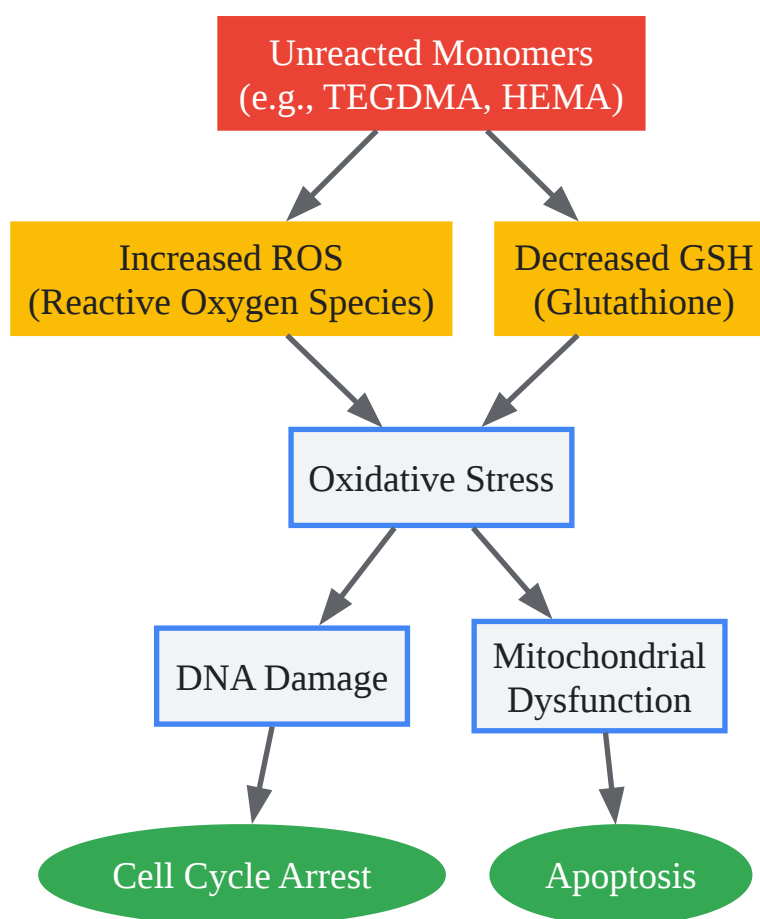 Unreacted Monomers
(e.g., TEGDMA, HEMA)
Increased ROS
(Reactive Oxygen Species)
Decreased GSH
(Glutathione)
Oxidative Stress
DNA Damage
Mitochondrial
Dysfunction
Cell Cycle Arrest
Apoptosis